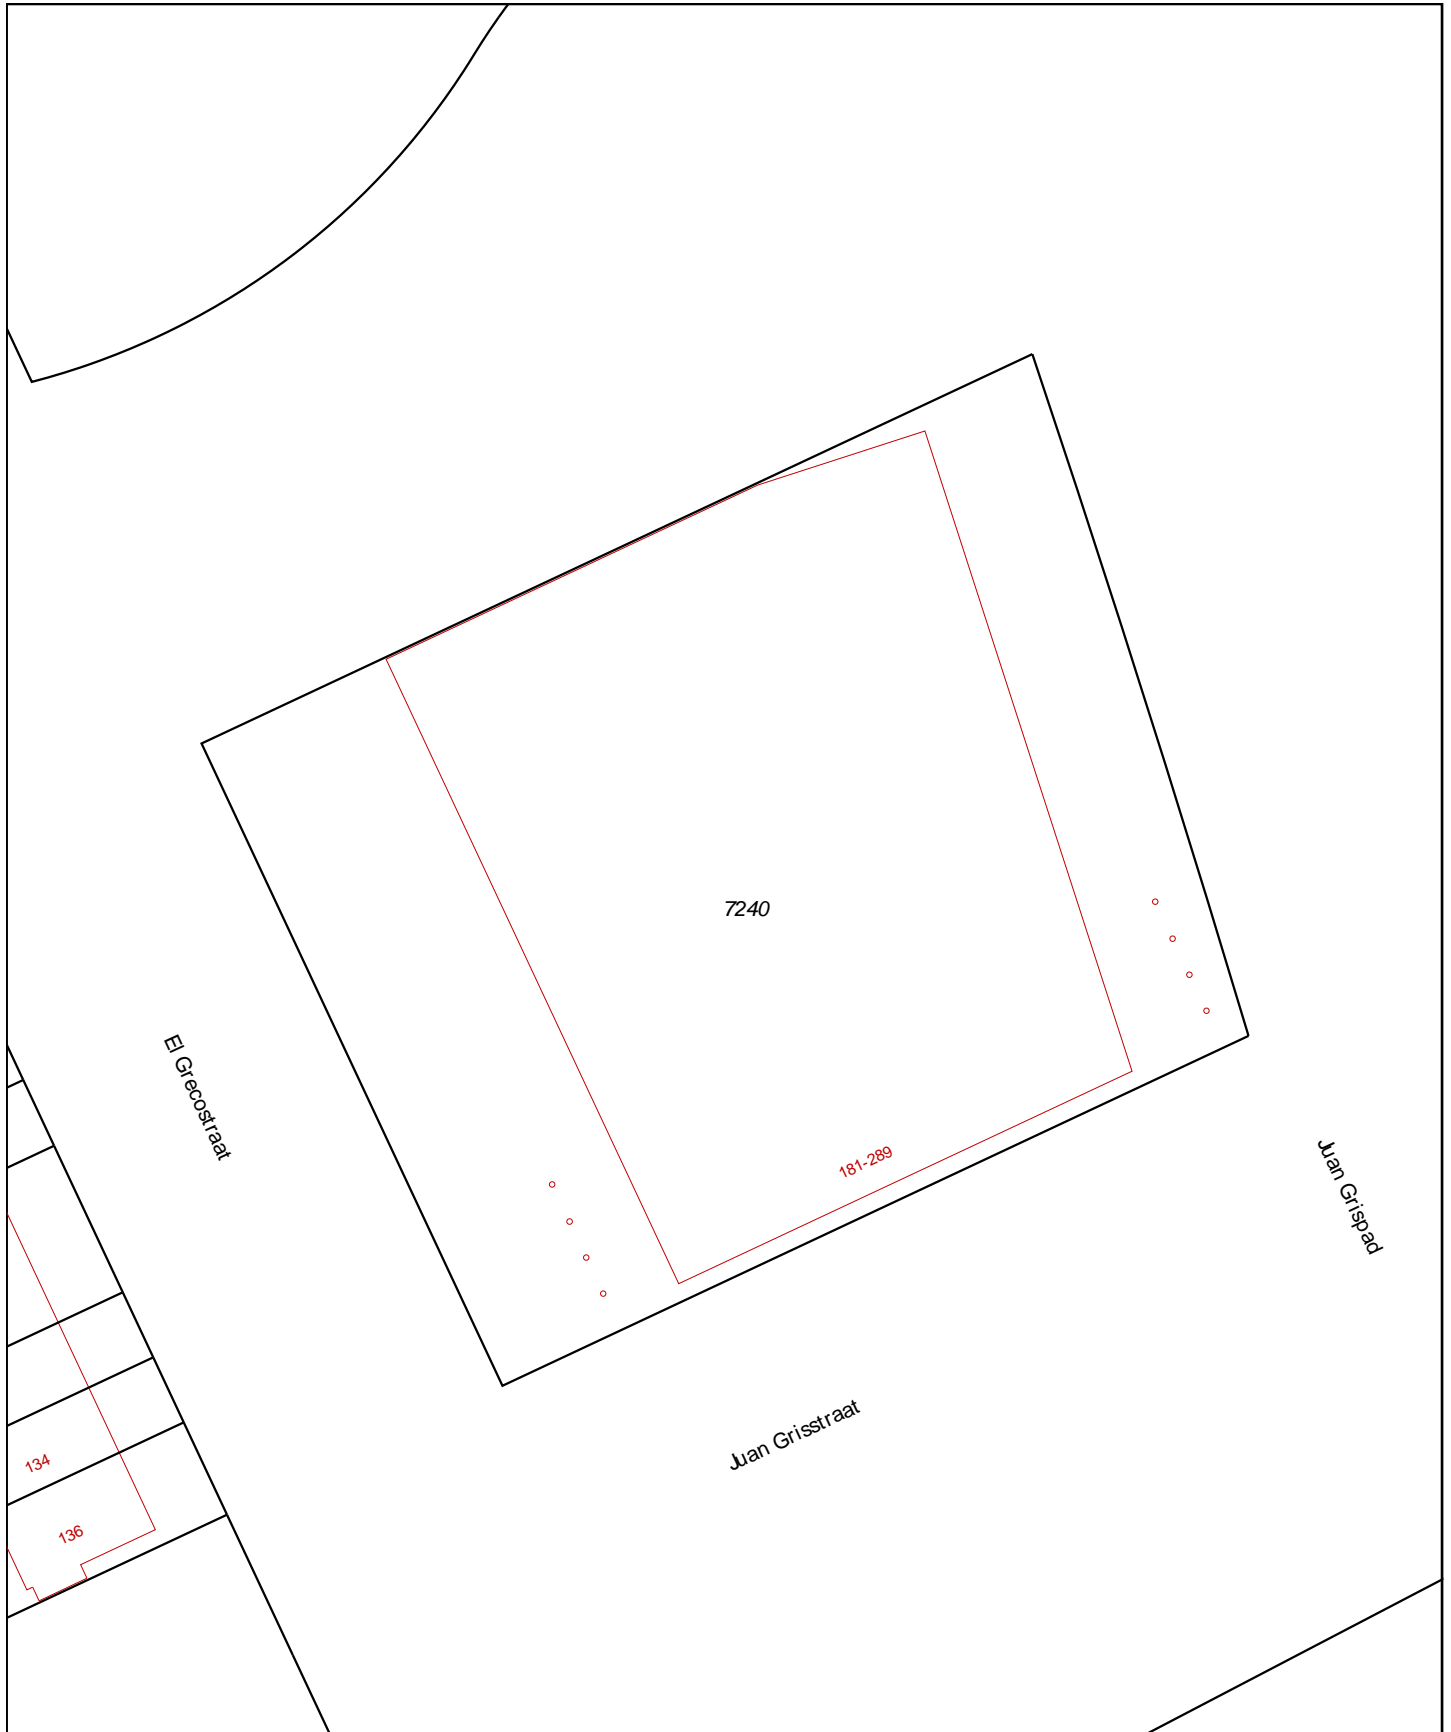 7240
El Grecostraat
181-289
Juan Grispad
Juan Grisstraat
134
136